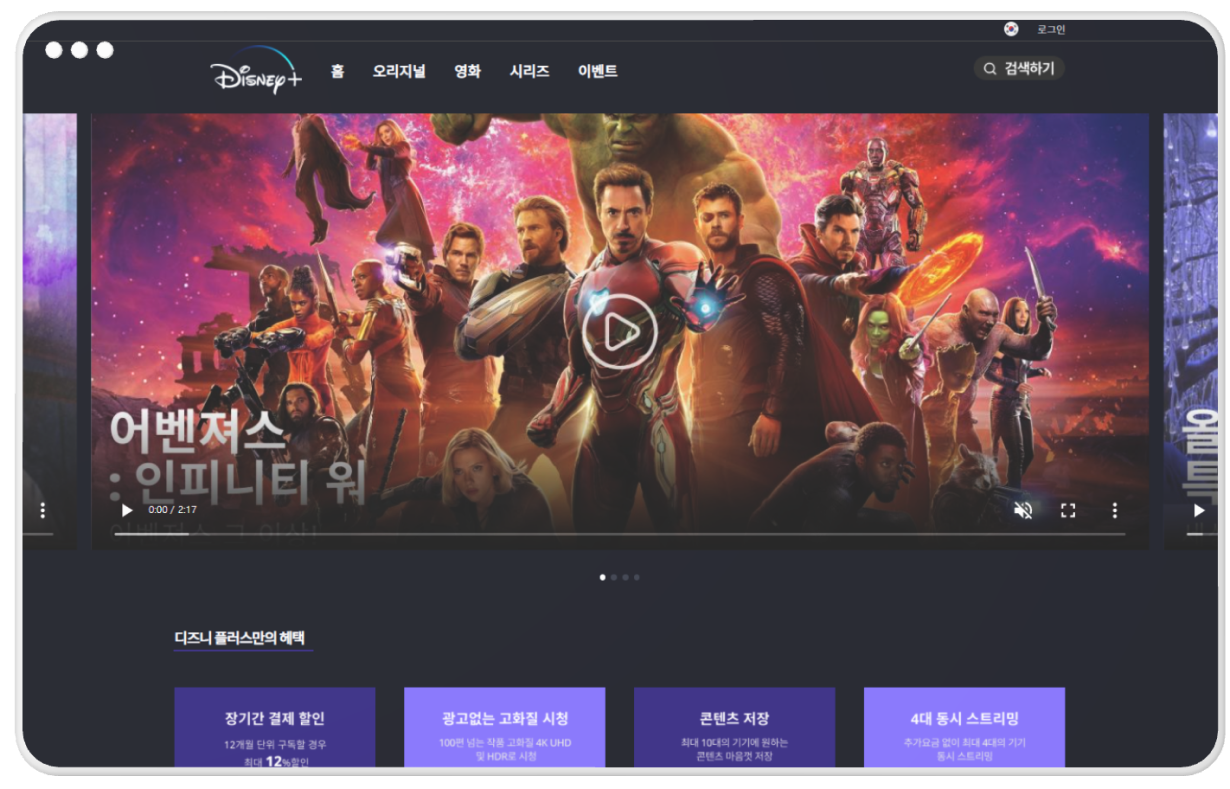 로그인
Disney+
홈 오리지널 영화 시리즈 이벤트
검색하기
어벤져스
: 인피니티 워
0:00 / 2:17
어벤져스 그 이상!
디즈니 플러스만의 혜택
장기간 결제 할인
12개월 단위 구독할 경우
최대 12%할인
광고없는 고화질 시청
100편 넘는 작품 고화질 4K UHD
및 HDR로 시청
콘텐츠 저장
최대 10대의 기기에 원하는
콘텐츠 마음껏 저장
4대 동시 스트리밍
추가요금 없이 최대 4대의 기기
동시 스트리밍